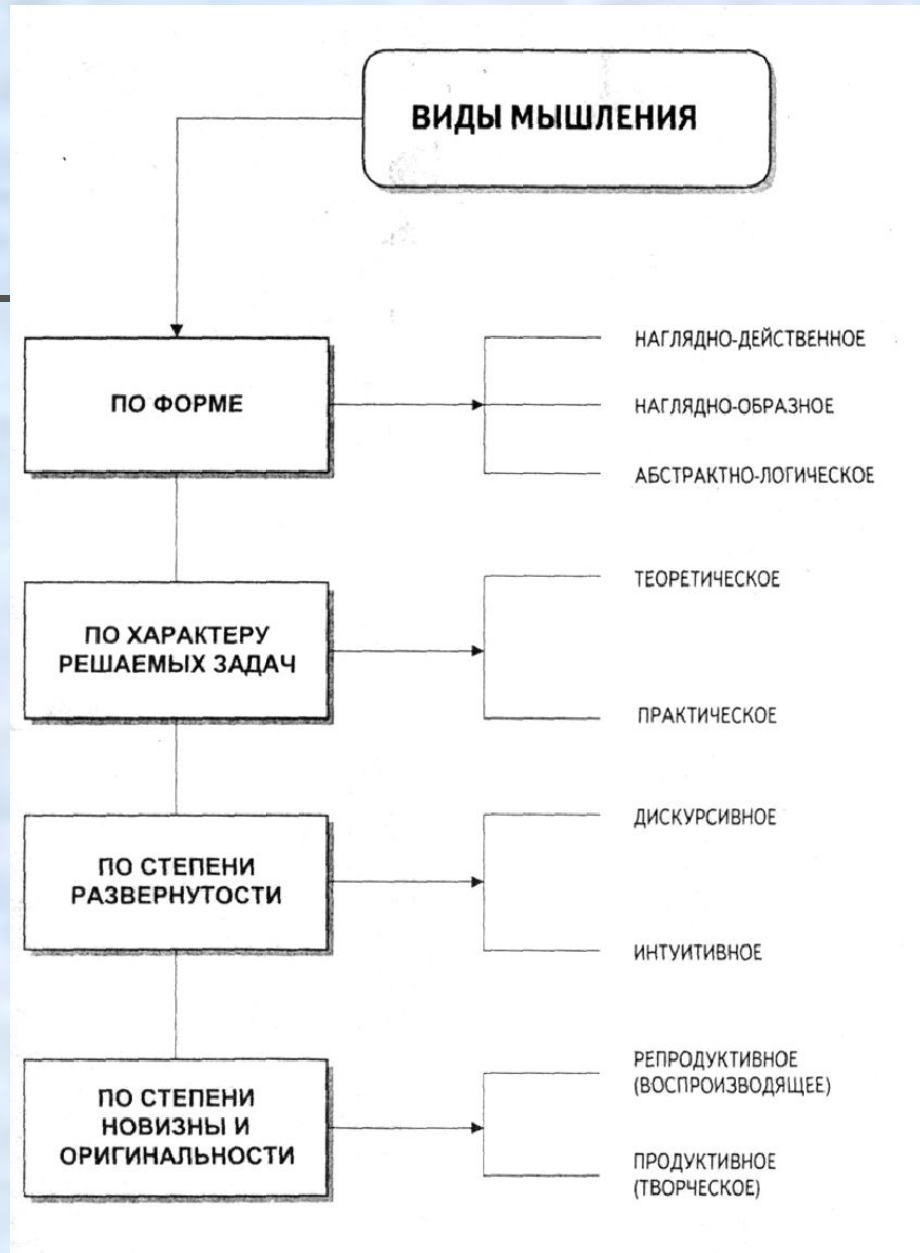 ВИДЫ МЫШЛЕНИЯ
ПО ФОРМЕ
НАГЛЯДНО-ДЕЙСТВЕННОЕ
НАГЛЯДНО-ОБРАЗНОЕ
АБСТРАКТНО-ЛОГИЧЕСКОЕ
ПО ХАРАКТЕРУ
РЕШАЕМЫХ ЗАДАЧ
ТЕОРЕТИЧЕСКОЕ
ПРАКТИЧЕСКОЕ
ПО СТЕПЕНИ
РАЗВЕРНУТОСТИ
ДИСКУРСИВНОЕ
ИНТУИТИВНОЕ
ПО СТЕПЕНИ
НОВИЗНЫ И
ОРИГИНАЛЬНОСТИ
РЕПРОДУКТИВНОЕ
(ВОСПРОИЗВОДЯЩЕЕ)
ПРОДУКТИВНОЕ
(ТВОРЧЕСКОЕ)